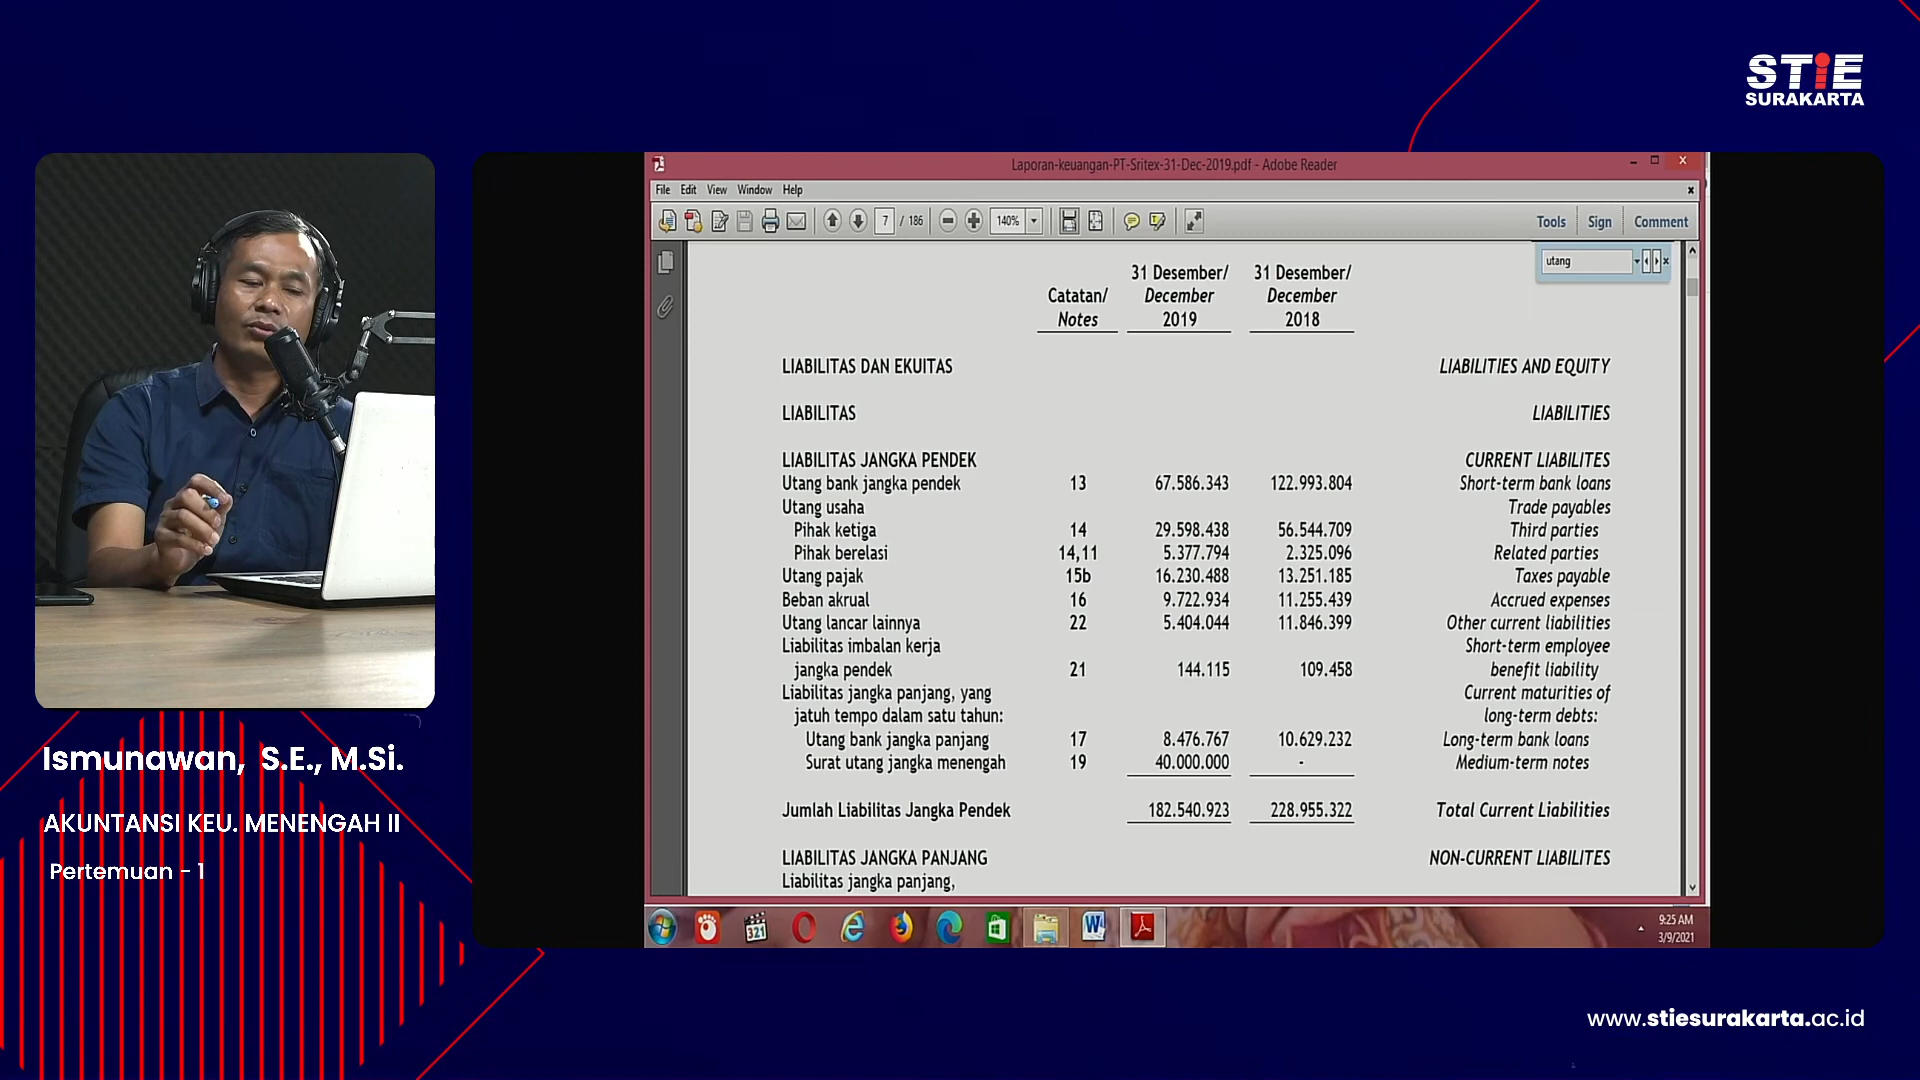 STiE
SURAKARTA
Laporan-keuangan-PT-Sritex-31-Dec-2019.pdf - Adobe Reader
File Edit View Window Help
7 / 186 140% Tools Sign Comment
utang
31 Desember/ 31 Desember/
Catatan/ December December
Notes 2019 2018
LIABILITAS DAN EKUITAS LIABILITIES AND EQUITY
LIABILITAS LIABILITIES
LIABILITAS JANGKA PENDEK CURRENT LIABILITES
Utang bank jangka pendek 13 67.586.343 122.993.804 Short-term bank loans
Utang usaha Trade payables
Pihak ketiga 14 29.598.438 56.544.709 Third parties
Pihak berelasi 14,11 5.377.794 2.325.096 Related parties
Utang pajak 15b 16.230.488 13.251.185 Taxes payable
Beban akrual 16 9.722.934 11.255.439 Accrued expenses
Utang lancar lainnya 22 5.404.044 11.846.399 Other current liabilities
Liabilitas imbalan kerja Short-term employee
jangka pendek 21 144.115 109.458 benefit liability
Liabilitas jangka panjang, yang Current maturities of
jatuh tempo dalam satu tahun: long-term debts:
Utang bank jangka panjang 17 8.476.767 10.629.232 Long-term bank loans
Surat utang jangka menengah 19 40.000.000 - Medium-term notes
Jumlah Liabilitas Jangka Pendek 182.540.923 228.955.322 Total Current Liabilities
LIABILITAS JANGKA PANJANG NON-CURRENT LIABILITES
Liabilitas jangka panjang,
321
9:25 AM
3/9/2021
Ismunawan, S.E., M.Si.
AKUNTANSI KEU. MENENGAH II
Pertemuan - 1
www.stiesurakarta.ac.id